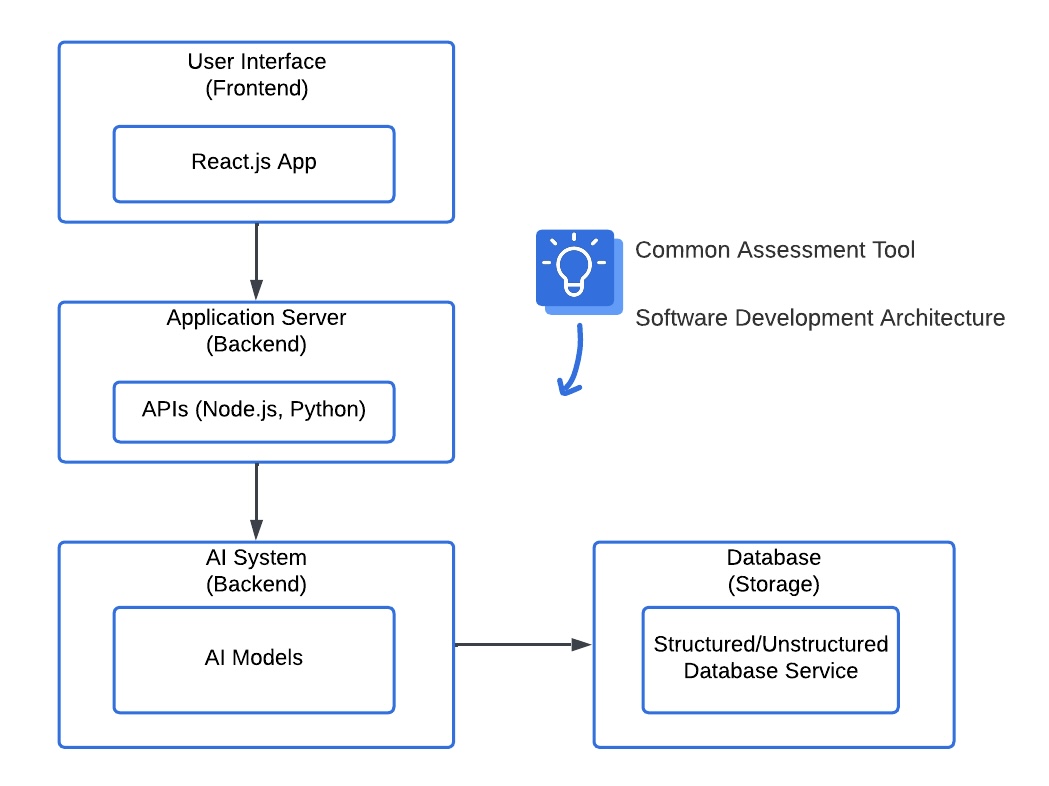 User Interface
(Frontend)
React.js App
Common Assessment Tool
Software Development Architecture
Application Server
(Backend)
APIs (Node.js, Python)
AI System
(Backend)
AI Models
Database
(Storage)
Structured/Unstructured
Database Service